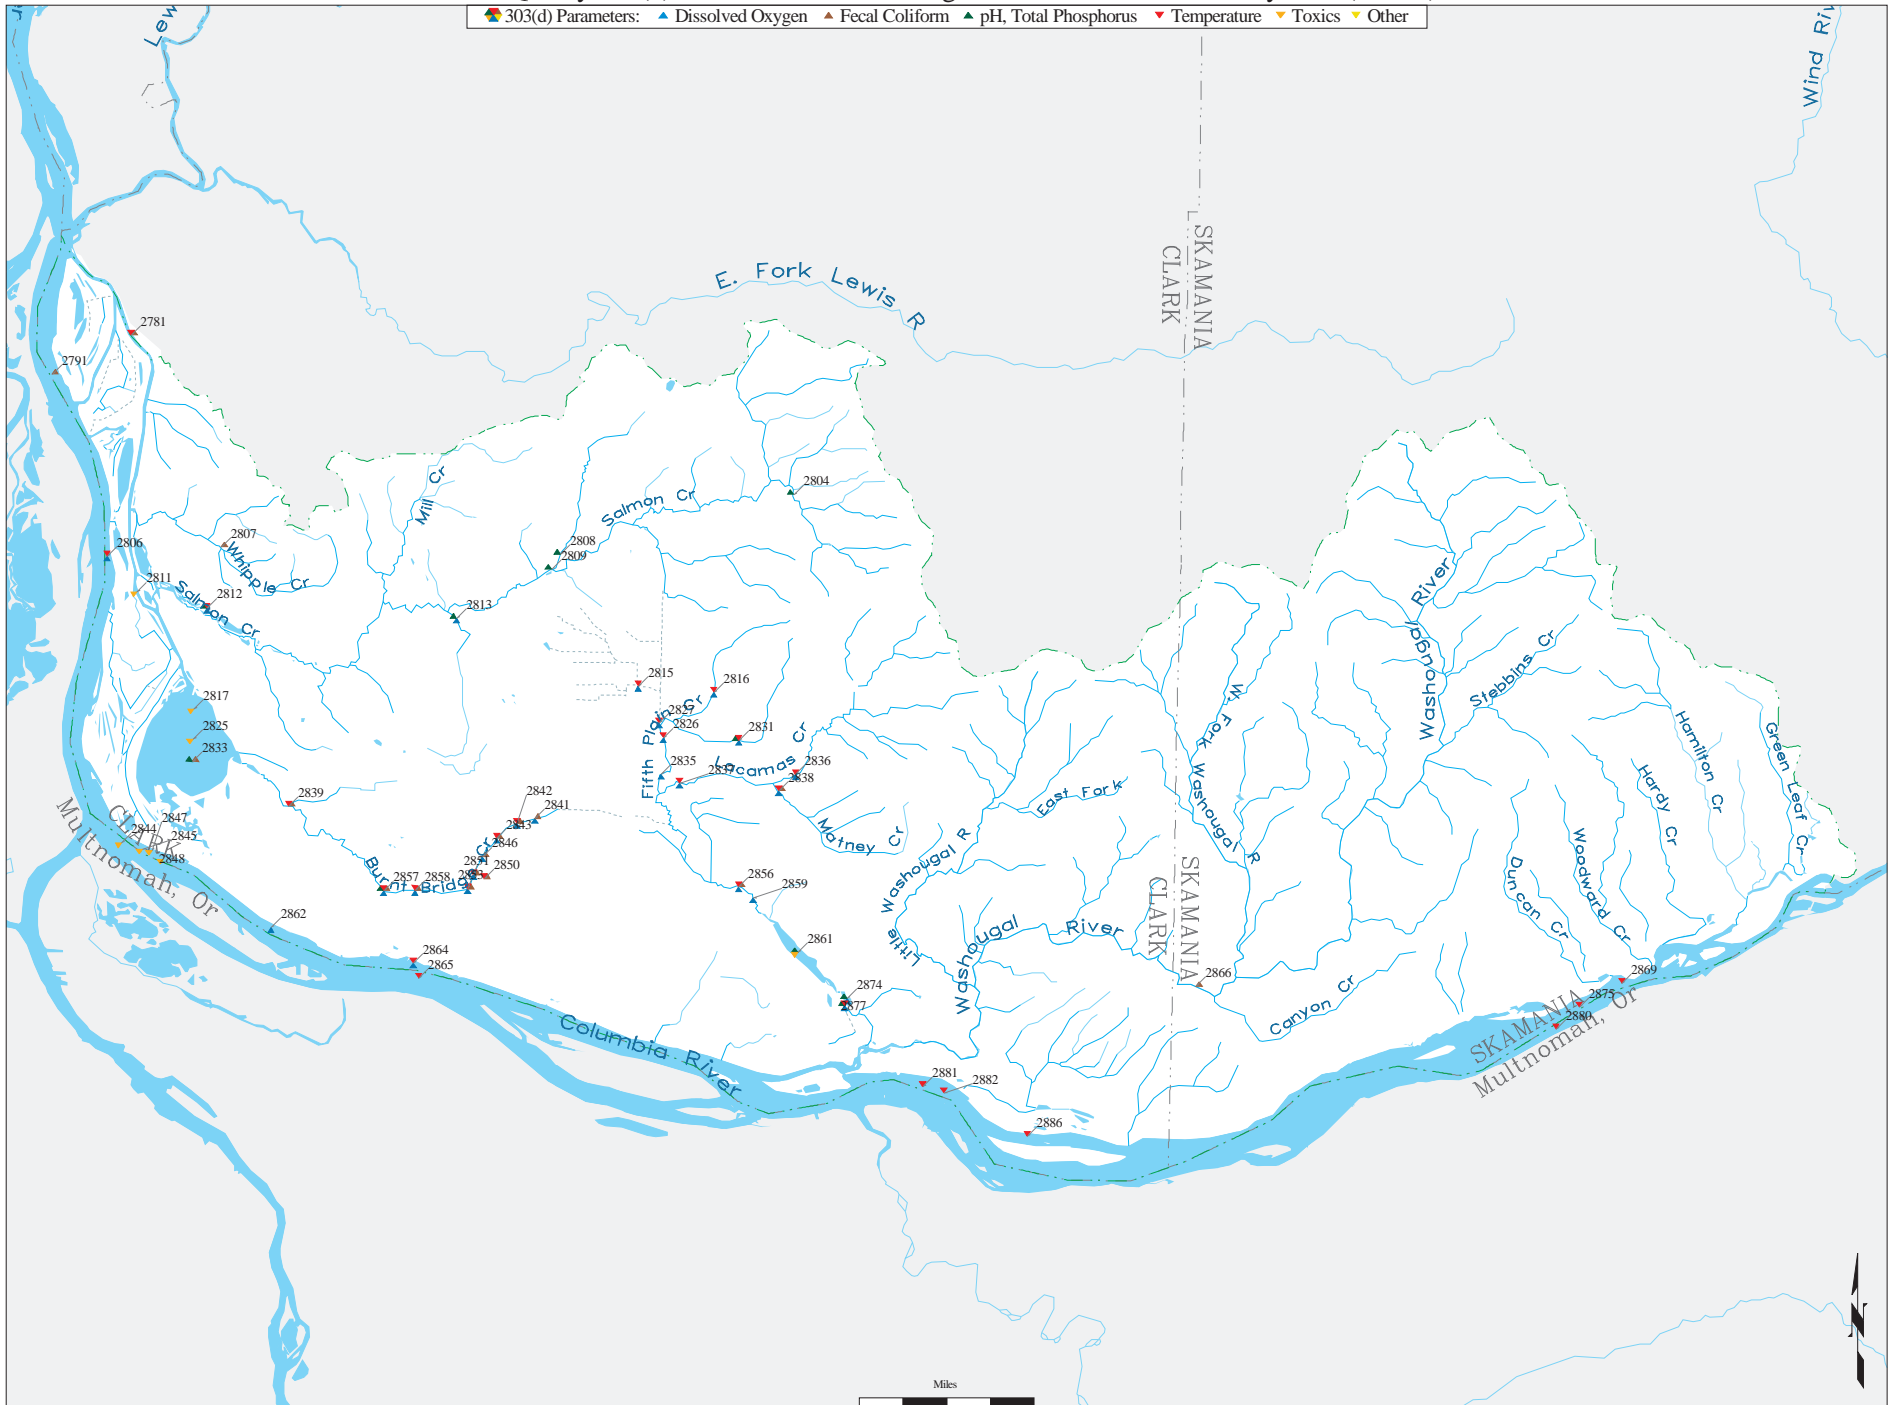 303(d) Parameters: Dissolved Oxygen Fecal Coliform pH, Total Phosphorus Temperature Toxics Other
Lew
Wind Riv
SKAMANIA
CLARK
E. Fork Lewis R
2781
2791
Mill Cr
Salmon Cr
2804
2806
2807
Whipple Cr
2808
2809
2811
2812
Salmon Cr
2813
Washougal River
Stebbins Cr
2815
2816
2817
Fifth Plain Cr
2827
2826
2825
2831
2833
Lacamas Cr
2835
2837
2836
2838
W. Fork Washougal R
Hamilton Cr
Green Leaf Cr
Hardy Cr
Woodward Cr
Duncan Cr
East Fork
Matney Cr
2839
2842
2841
2843
2846
CLARK
Multnomah, Or
2844
2847
2845
2848
Burnt Bridge Cr
2851
2850
2857
2858
2856
2859
Little Washougal R
SKAMANIA
CLARK
2862
2861
2864
2865
Washougal River
2866
2869
2874
2877
2875
2880
Canyon Cr
SKAMANIA
Multnomah, Or
Columbia River
2881
2882
2886
N
Miles